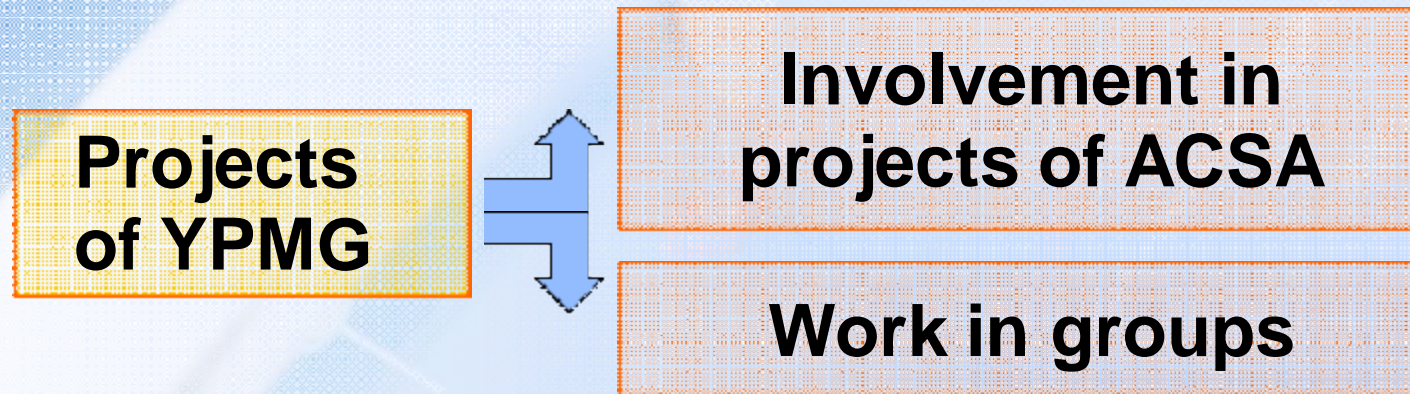 Projects
of YPMG
Involvement in
projects of ACSA
Work in groups